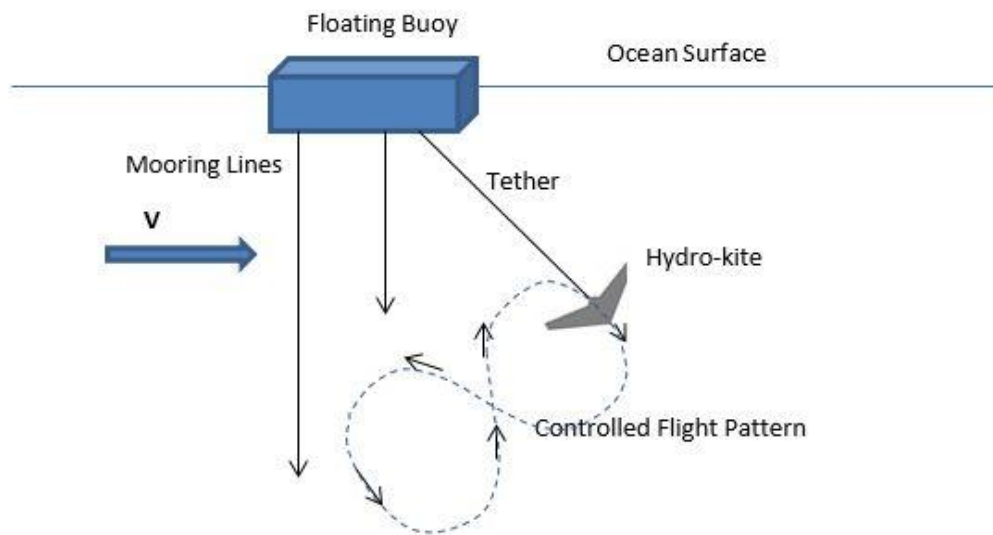 Floating Buoy
Ocean Surface
Mooring Lines
Tether
V
Hydro-kite
Controlled Flight Pattern